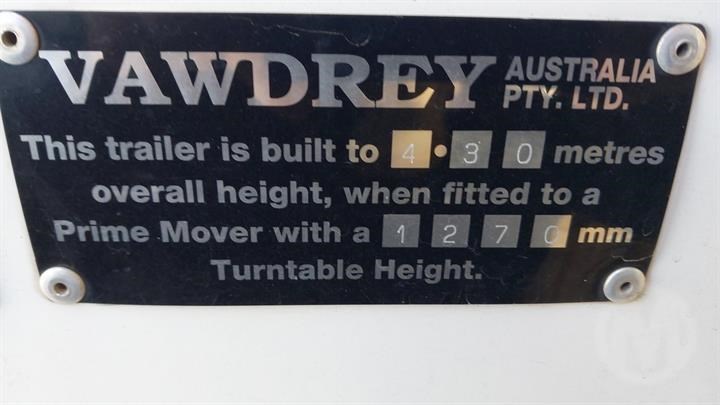 VAWDREY AUSTRALIA PTY. LTD.
This trailer is built to 4.30 metres
overall height, when fitted to a
Prime Mover with a 1270 mm
Turntable Height.